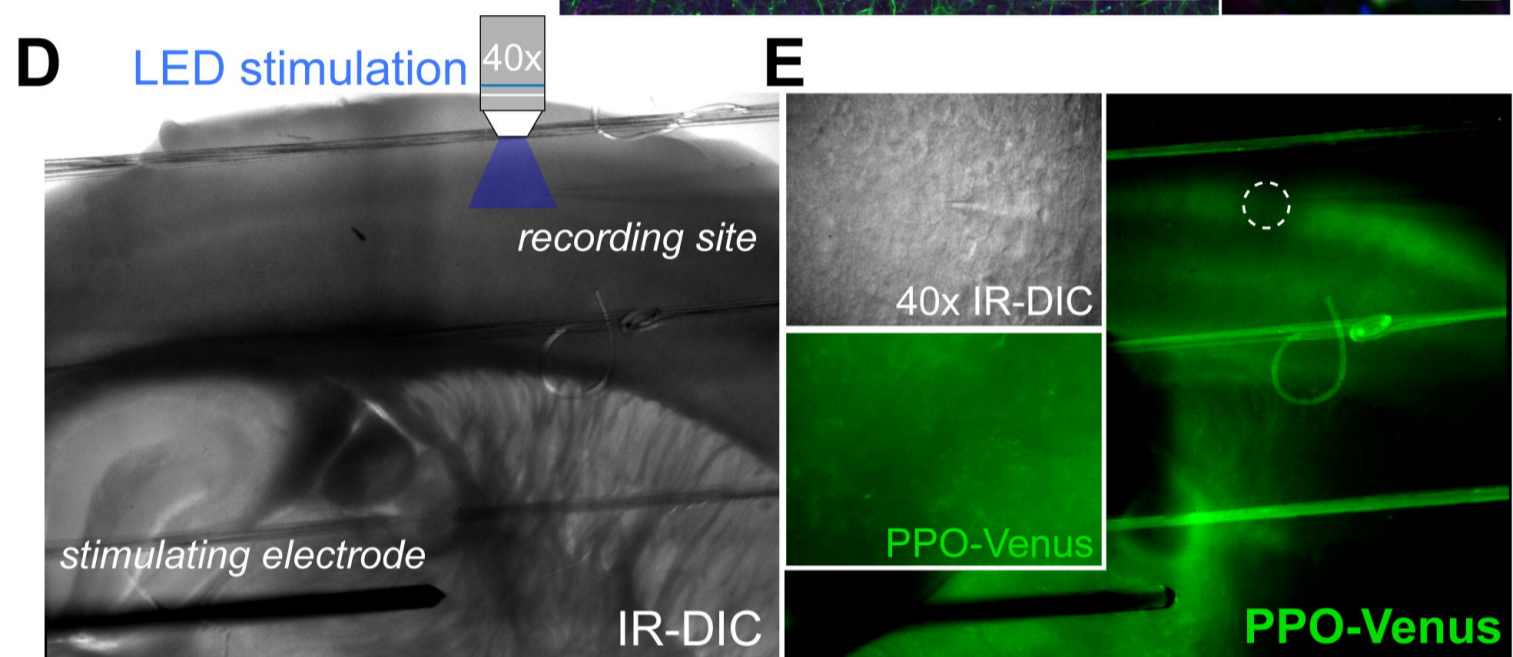 D
LED stimulation
40x
recording site
stimulating electrode
IR-DIC
E
40x IR-DIC
PPO-Venus
PPO-Venus